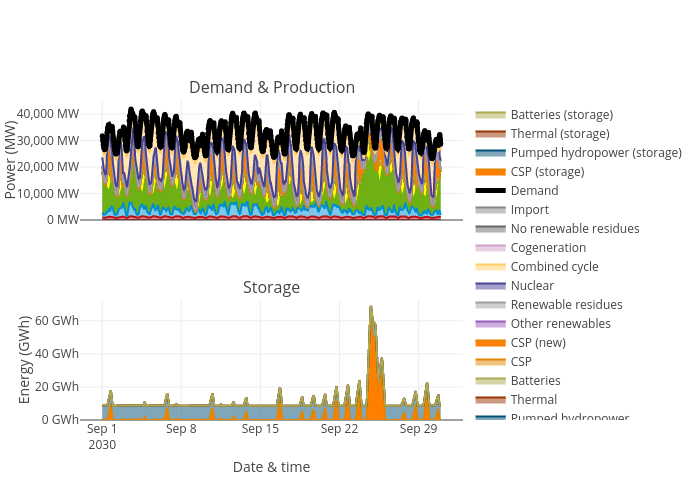 Demand & Production
40,000 MW
30,000 MW
20,000 MW
10,000 MW
0 MW
Power (MW)
Storage
60 GWh
40 GWh
20 GWh
0 GWh
Energy (GWh)
Sep 1
2030
Sep 8
Sep 15
Sep 22
Sep 29
Date & time
Batteries (storage)
Thermal (storage)
Pumped hydropower (storage)
CSP (storage)
Demand
Import
No renewable residues
Cogeneration
Combined cycle
Nuclear
Renewable residues
Other renewables
CSP (new)
CSP
Batteries
Thermal
Pumped hydropower